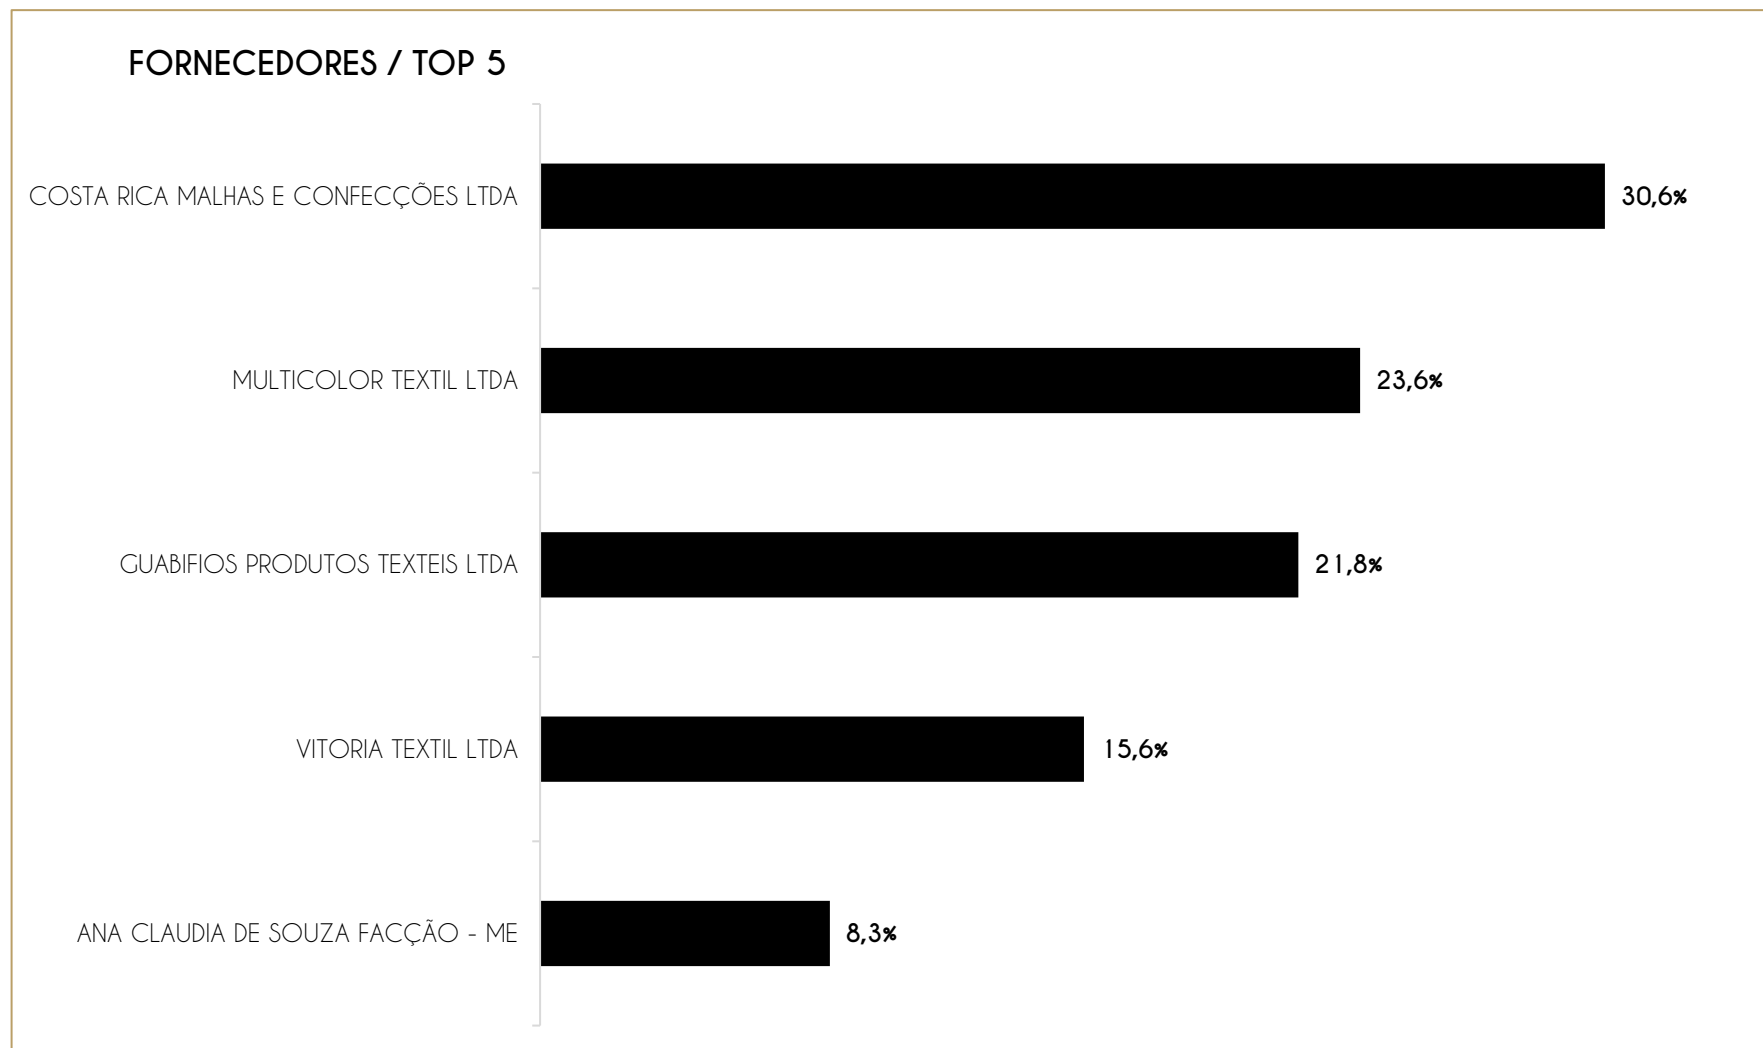 FORNECEDORES / TOP 5
COSTA RICA MALHAS E CONFECÇÕES LTDA 30,6%
MULTICOLOR TEXTIL LTDA 23,6%
GUABIFIOS PRODUTOS TEXTEIS LTDA 21,8%
VITORIA TEXTIL LTDA 15,6%
ANA CLAUDIA DE SOUZA FACÇÃO - ME 8,3%